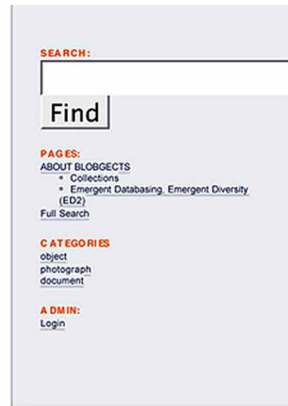 SEARCH:
Find
PAGES:
ABOUT BLOBGECTS
Collections
Emergent Databasing, Emergent Diversity
(ED2)
Full Search
CATEGORIES
object
photograph
document
ADMIN:
Login